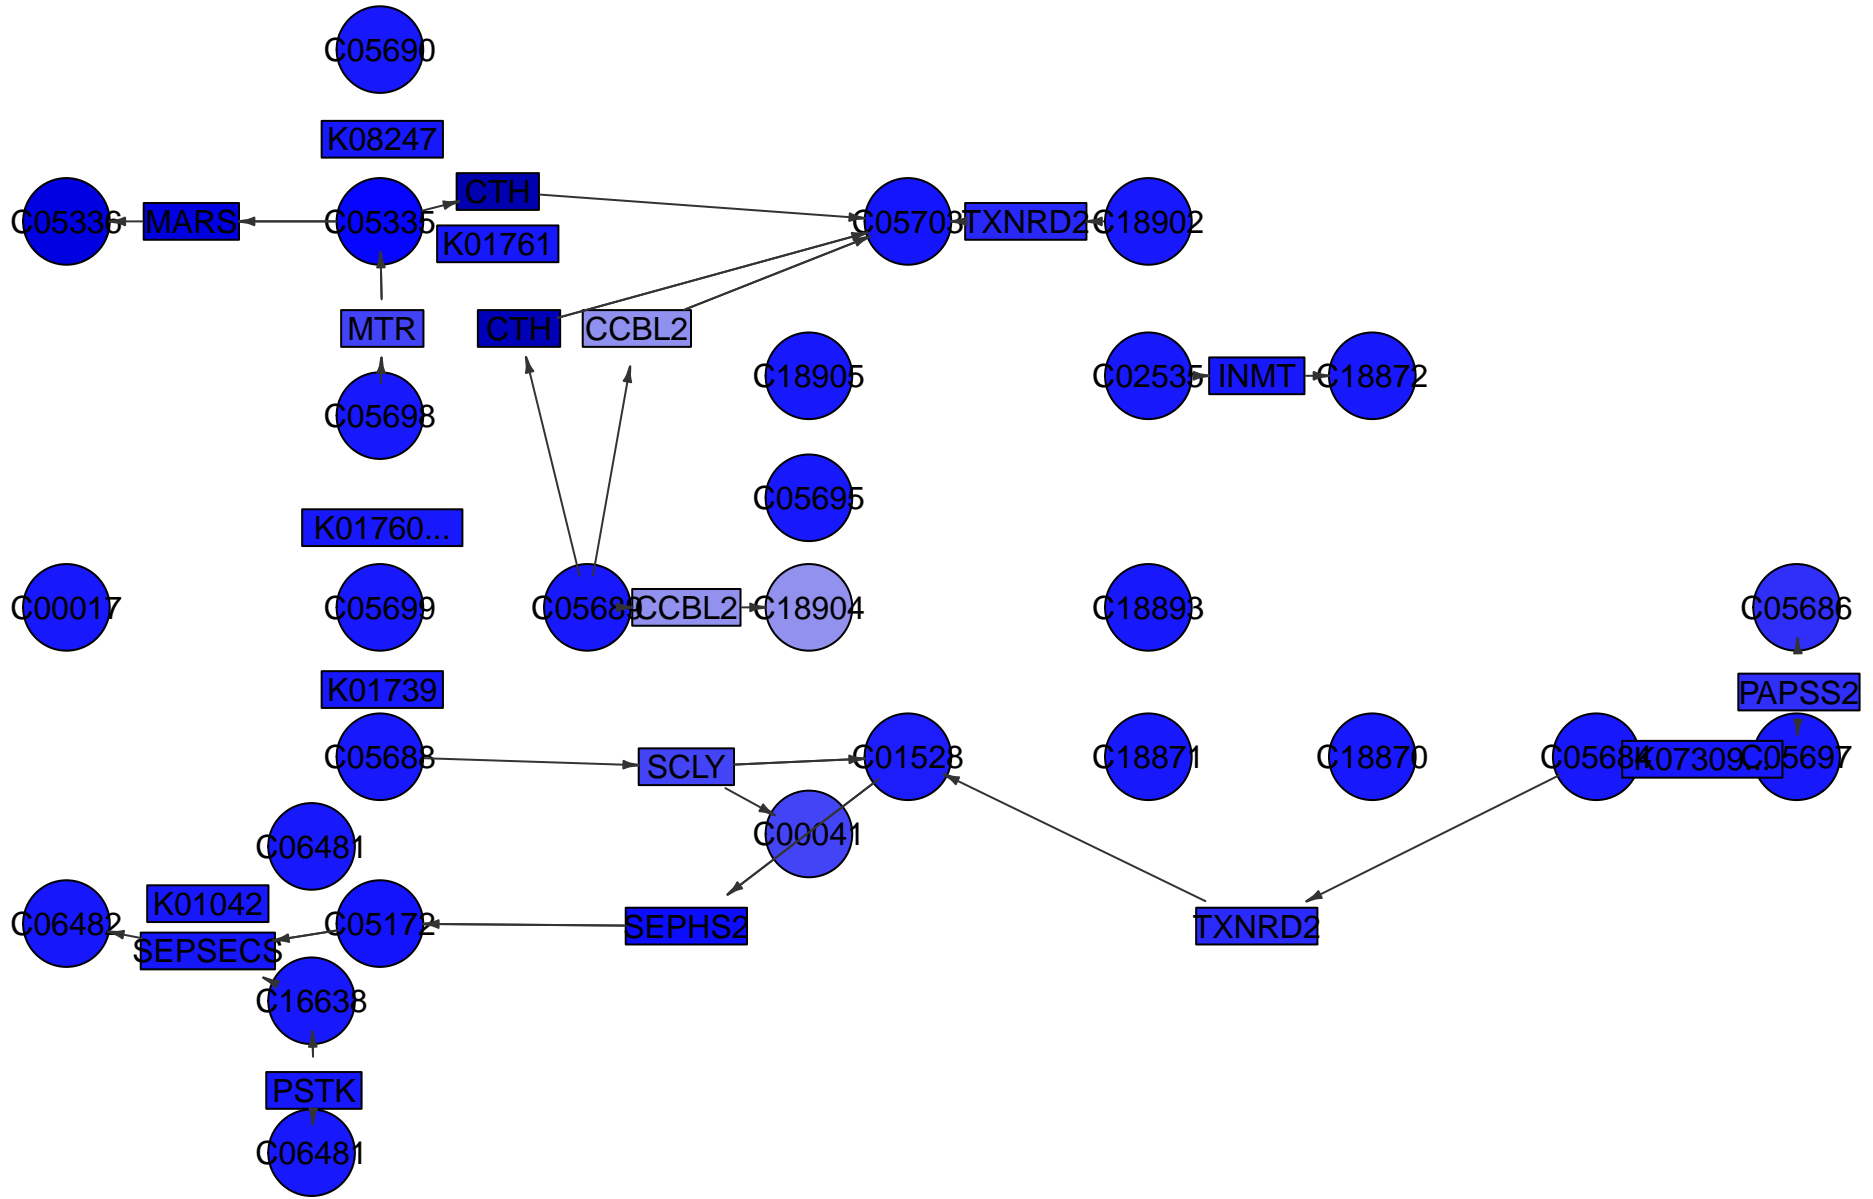 C05690
K08247
CTH
C05336
MARS
C05335
C05703
TXNRD2
C18902
K01761
MTR
CTH
CCBL2
C18905
C02535
INMT
C18872
C05698
C05695
K01760...
C00017
C05699
C05689
CCBL2
C18904
C18893
C05686
K01739
PAPSS2
C05688
SCLY
C01528
C18871
C18870
C05684
K07309...
C05697
C00041
C06481
K01042
C06482
C05172
SEPHS2
TXNRD2
SEPSECS
C16638
PSTK
C06481